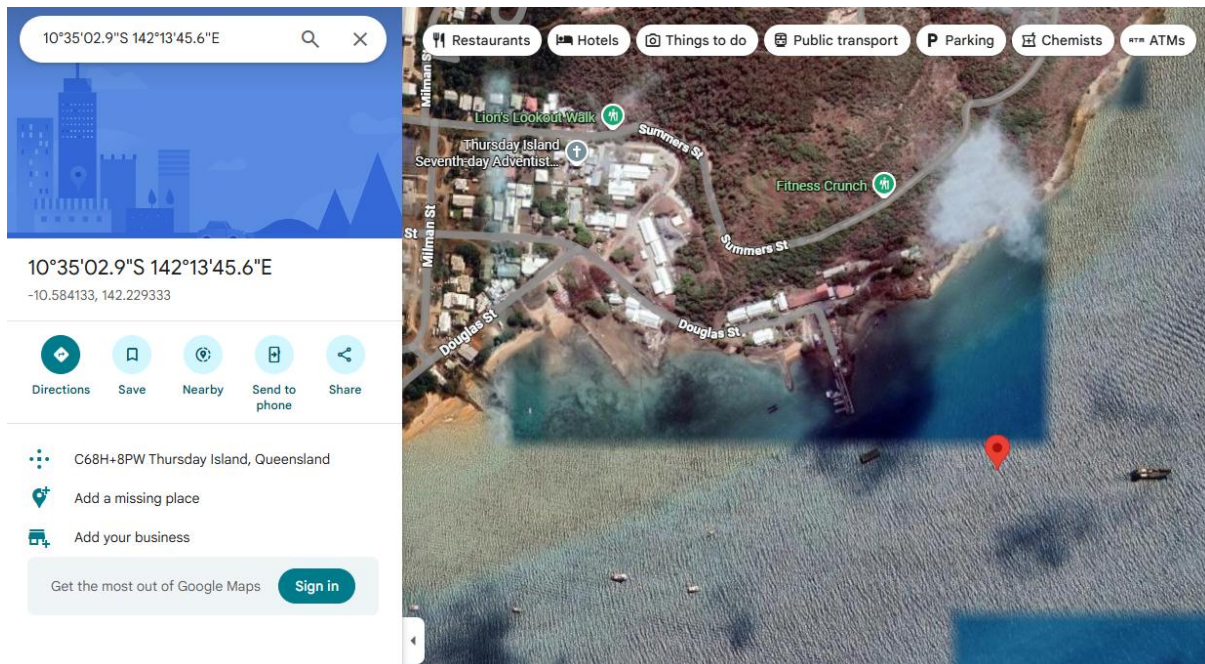 10°35'02.9"S 142°13'45.6"E
Restaurants
Hotels
Things to do
Public transport
P Parking
Chemists
ATM ATMs
10°35'02.9"S 142°13'45.6"E
-10.584133, 142.229333
Directions
Save
Nearby
Send to
phone
Share
C68H+8PW Thursday Island, Queensland
Add a missing place
Add your business
Get the most out of Google Maps
Sign in
Milman St
Lion's Lookout Walk
Summers St
Thursday Island
Seventh-day Adventist...
Fitness Crunch
Milman St
St
Summers St
Douglas St
Douglas St